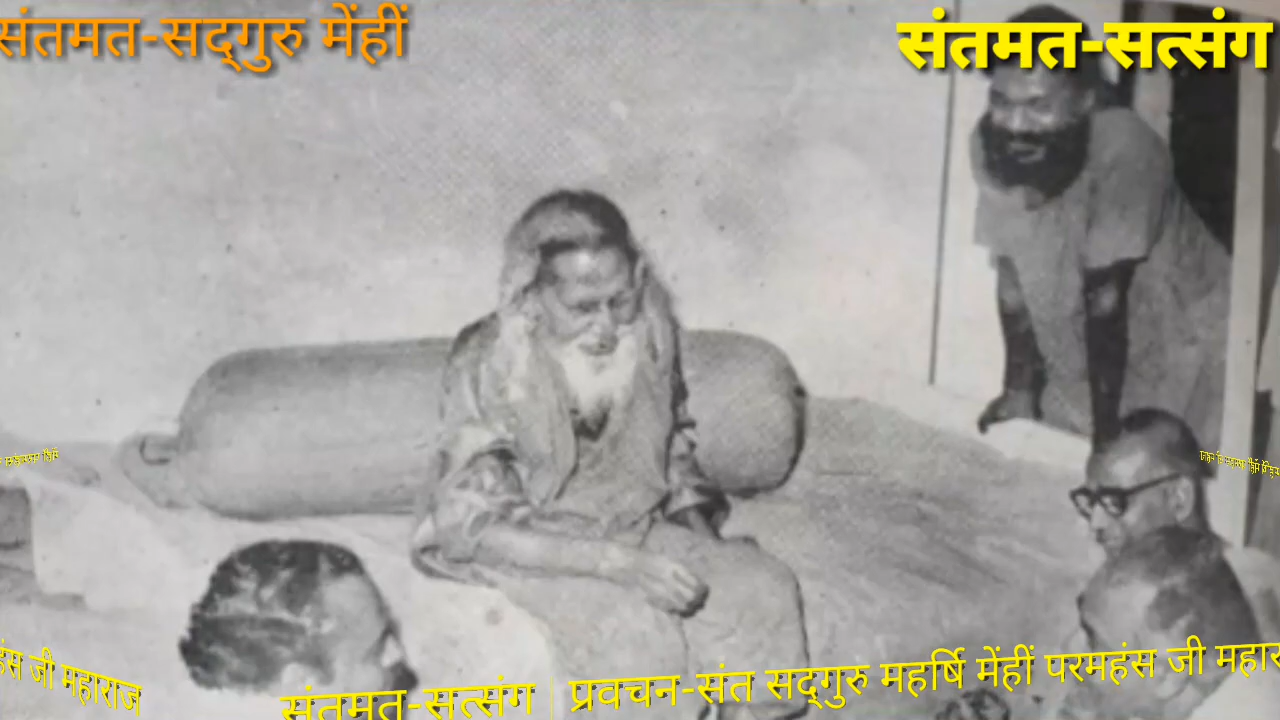 संतमत-सद्गुरु मेंहीं
संतमत-सत्संग
हंस जी महाराज
संतमत-सत्संग | प्रवचन-संत सद्गुरु महर्षि मेंहीं परमहंस जी महार